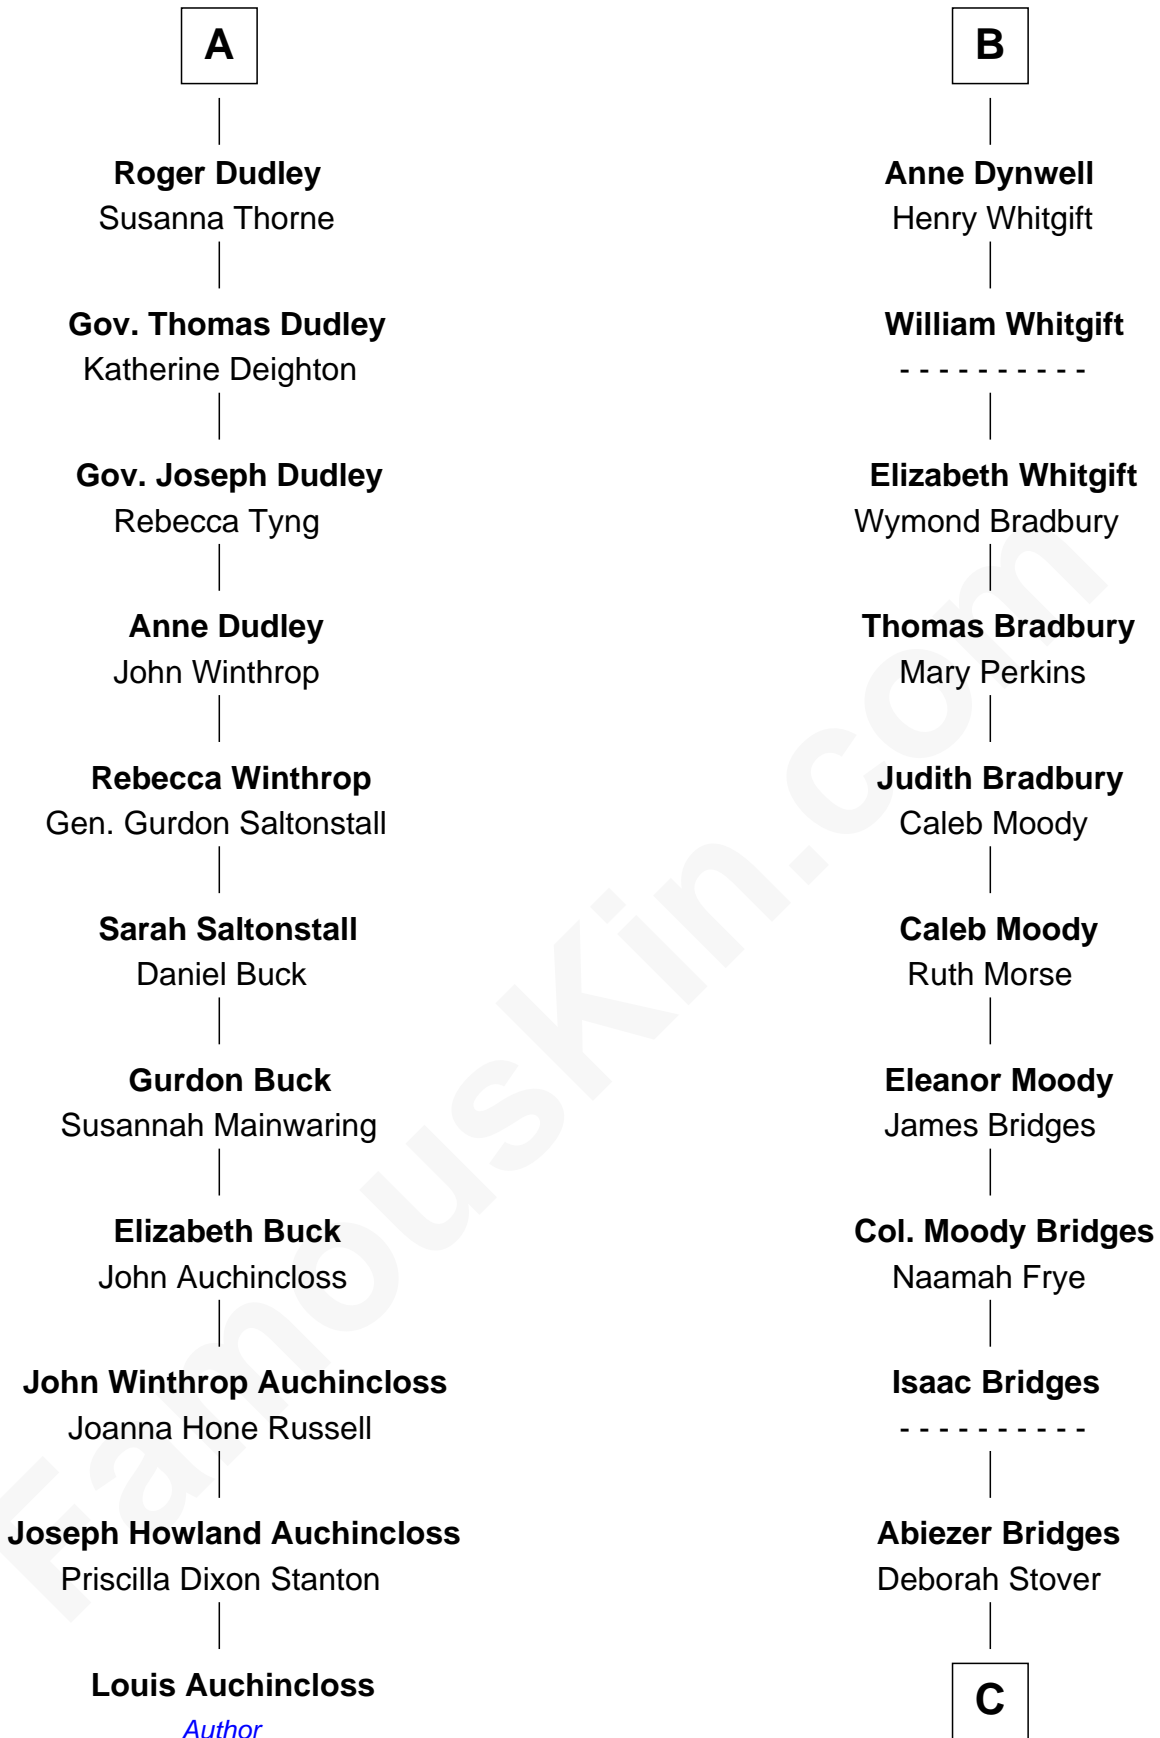 A
Roger Dudley
Susanna Thorne
Gov. Thomas Dudley
Katherine Deighton
Gov. Joseph Dudley
Rebecca Tyng
Anne Dudley
John Winthrop
Rebecca Winthrop
Gen. Gurdon Saltonstall
Sarah Saltonstall
Daniel Buck
Gurdon Buck
Susannah Mainwaring
Elizabeth Buck
John Auchincloss
John Winthrop Auchincloss
Joanna Hone Russell
Joseph Howland Auchincloss
Priscilla Dixon Stanton
Louis Auchincloss
Author
B
Anne Dynwell
Henry Whitgift
William Whitgift
- - - - - - - - - -
Elizabeth Whitgift
Wymond Bradbury
Thomas Bradbury
Mary Perkins
Judith Bradbury
Caleb Moody
Caleb Moody
Ruth Morse
Eleanor Moody
James Bridges
Col. Moody Bridges
Naamah Frye
Isaac Bridges
- - - - - - - - - -
Abiezer Bridges
Deborah Stover
C
FamousKin.com